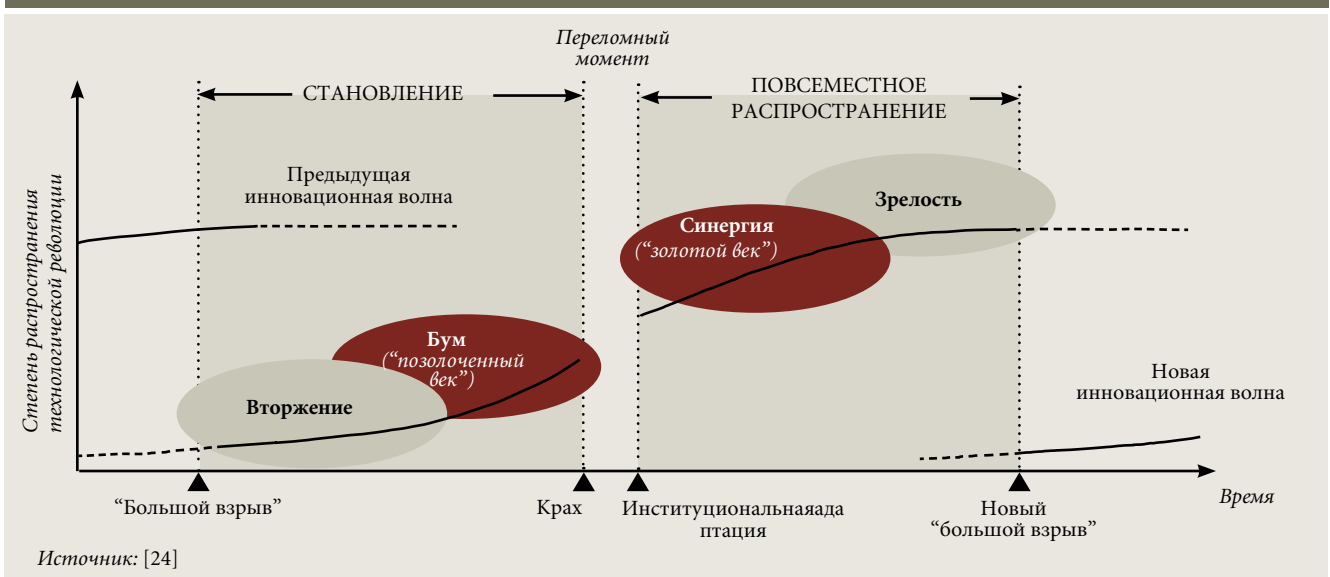 Переломный
момент
СТАНОВЛЕНИЕ
ПОВСЕМЕСТНОЕ
РАСПРОСТРАНЕНИЕ
Степень распространения
технологической революции
Предыдущая
инновационная волна
Зрелость
Синергия
(“золотой век”)
Бум
(“позолоченный
век”)
Вторжение
Новая
инновационная волна
“Большой взрыв”
Крах
Институциональнаяада
птация
Новый
“большой взрыв”
Время
Источник: [24]